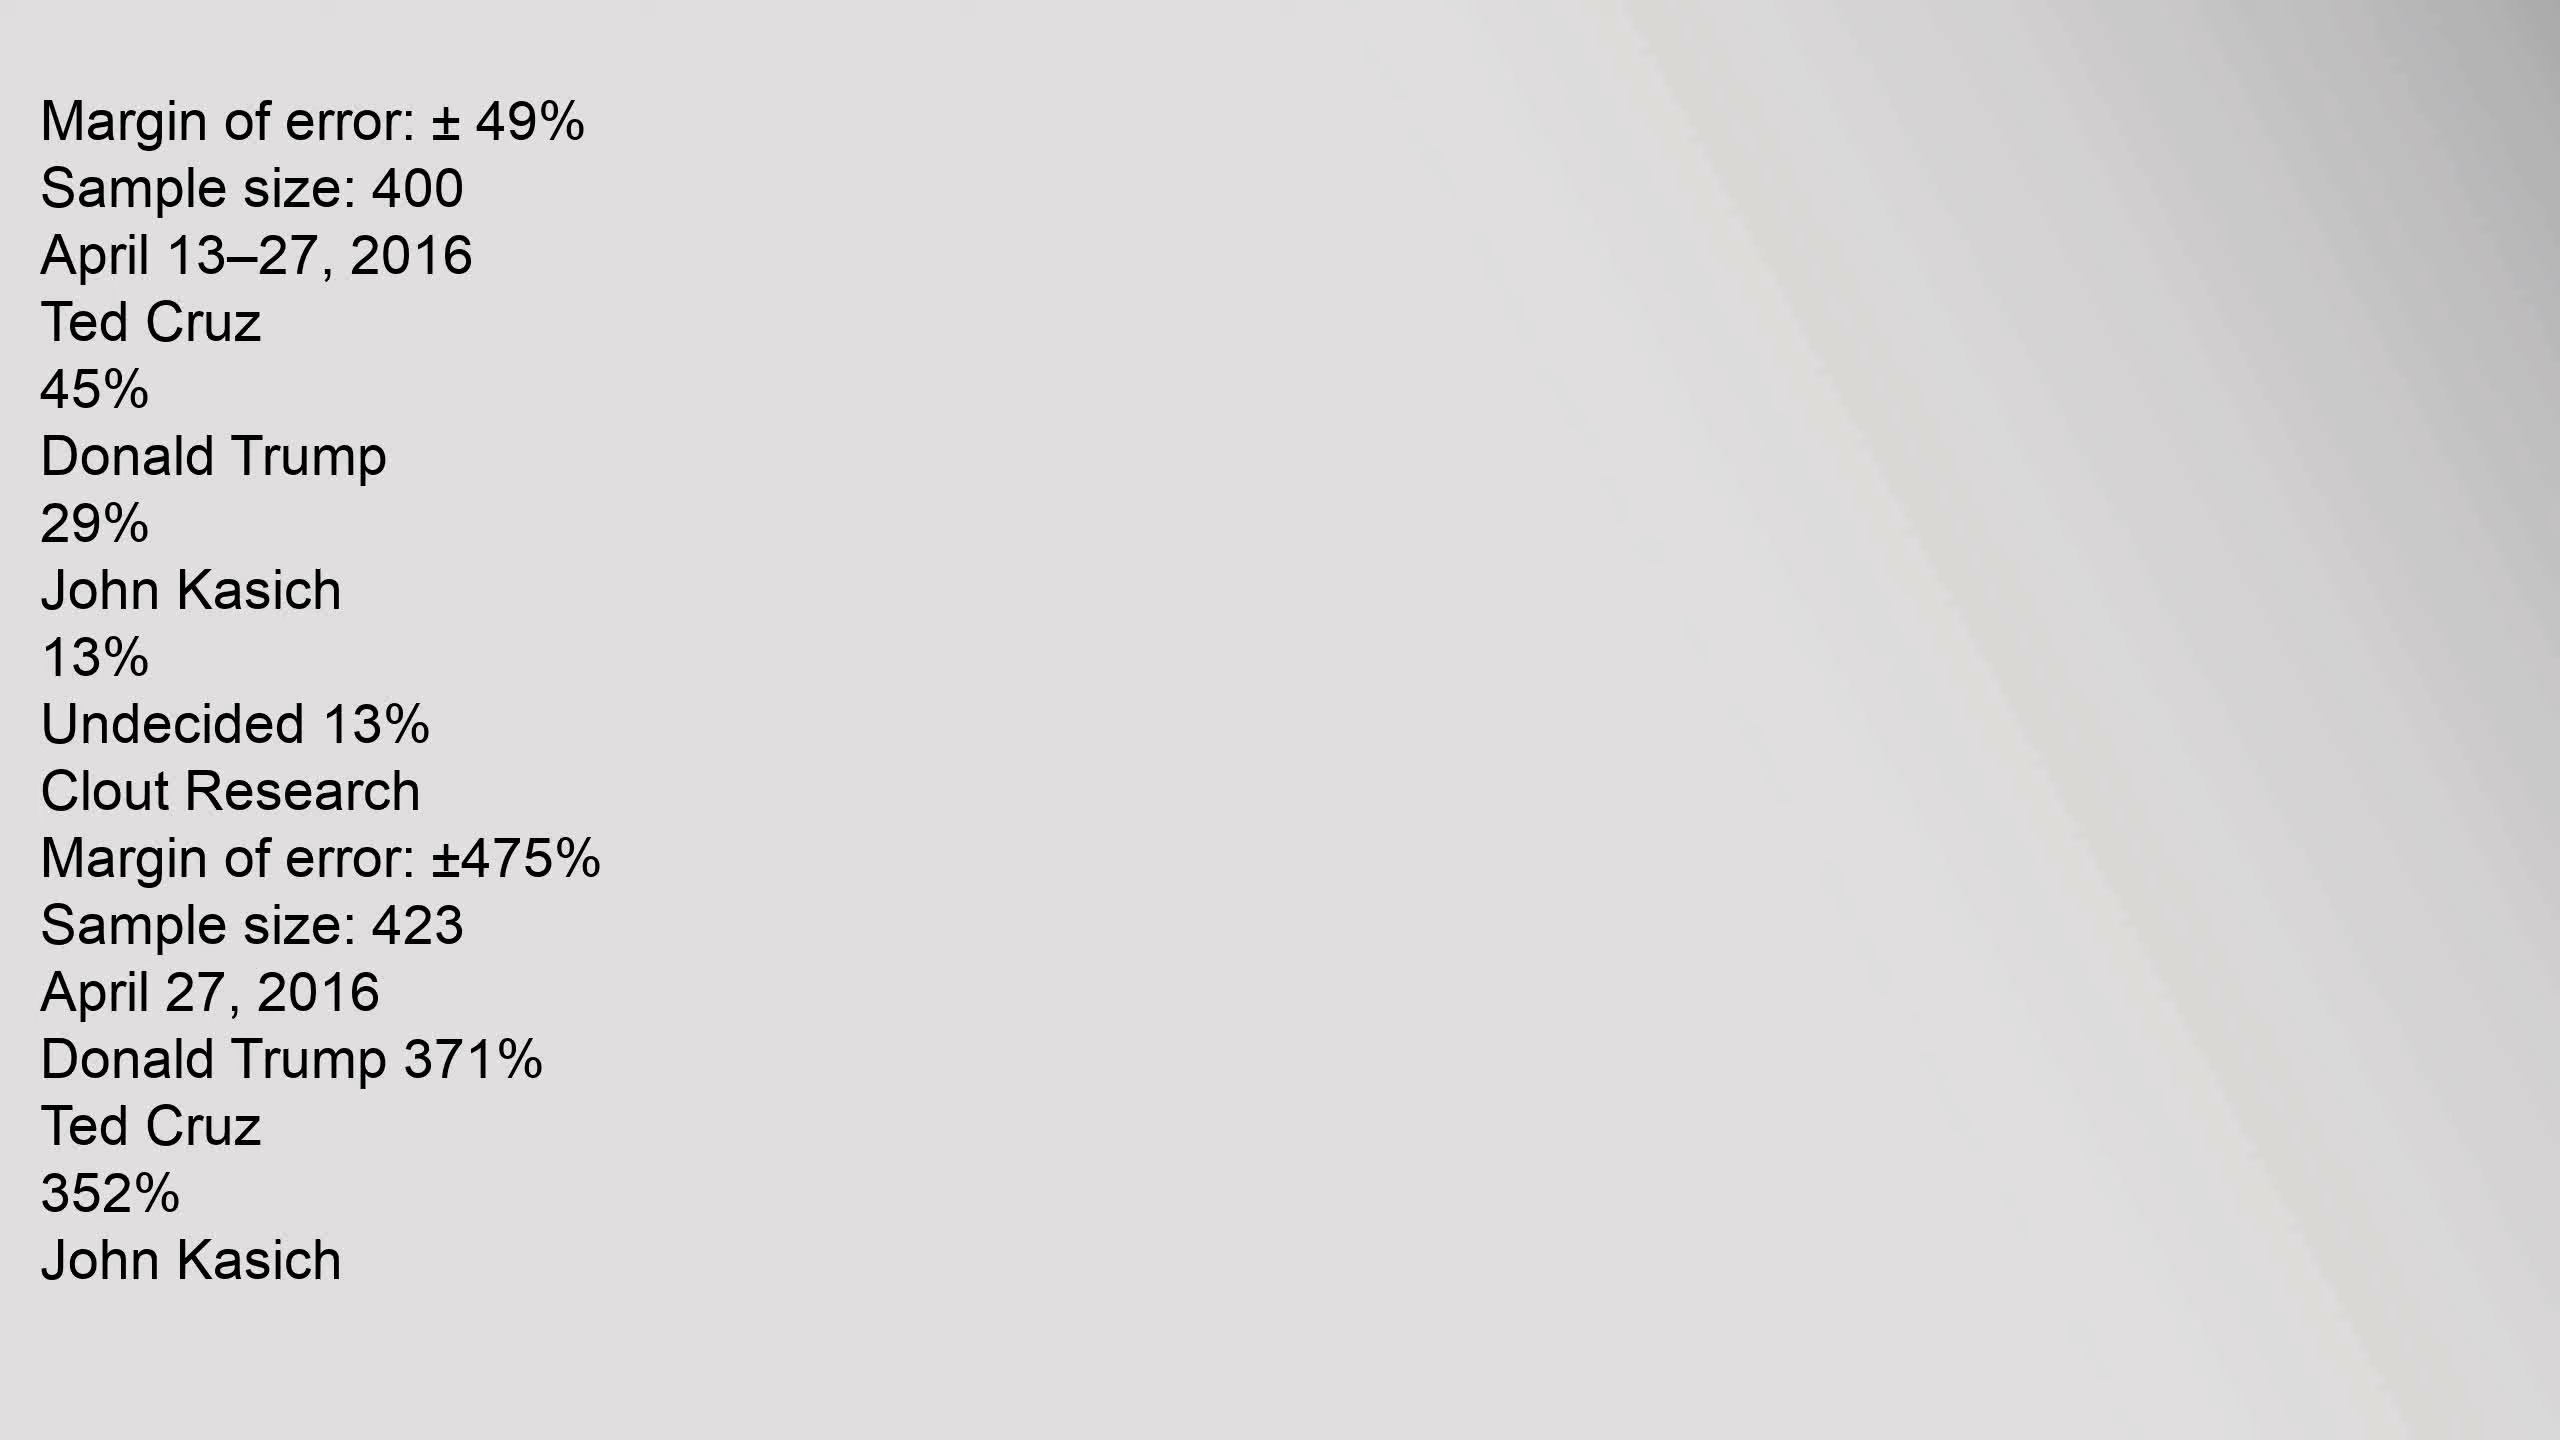 Margin of error: ± 49%
Sample size: 400
April 13–27, 2016
Ted Cruz
45%
Donald Trump
29%
John Kasich
13%
Undecided 13%
Clout Research
Margin of error: ±475%
Sample size: 423
April 27, 2016
Donald Trump 371%
Ted Cruz
352%
John Kasich